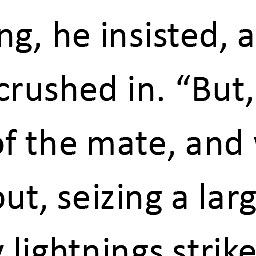 ng, he insisted, a
crushed in. “But,
of the mate, and
out, seizing a larg
lightnings strike